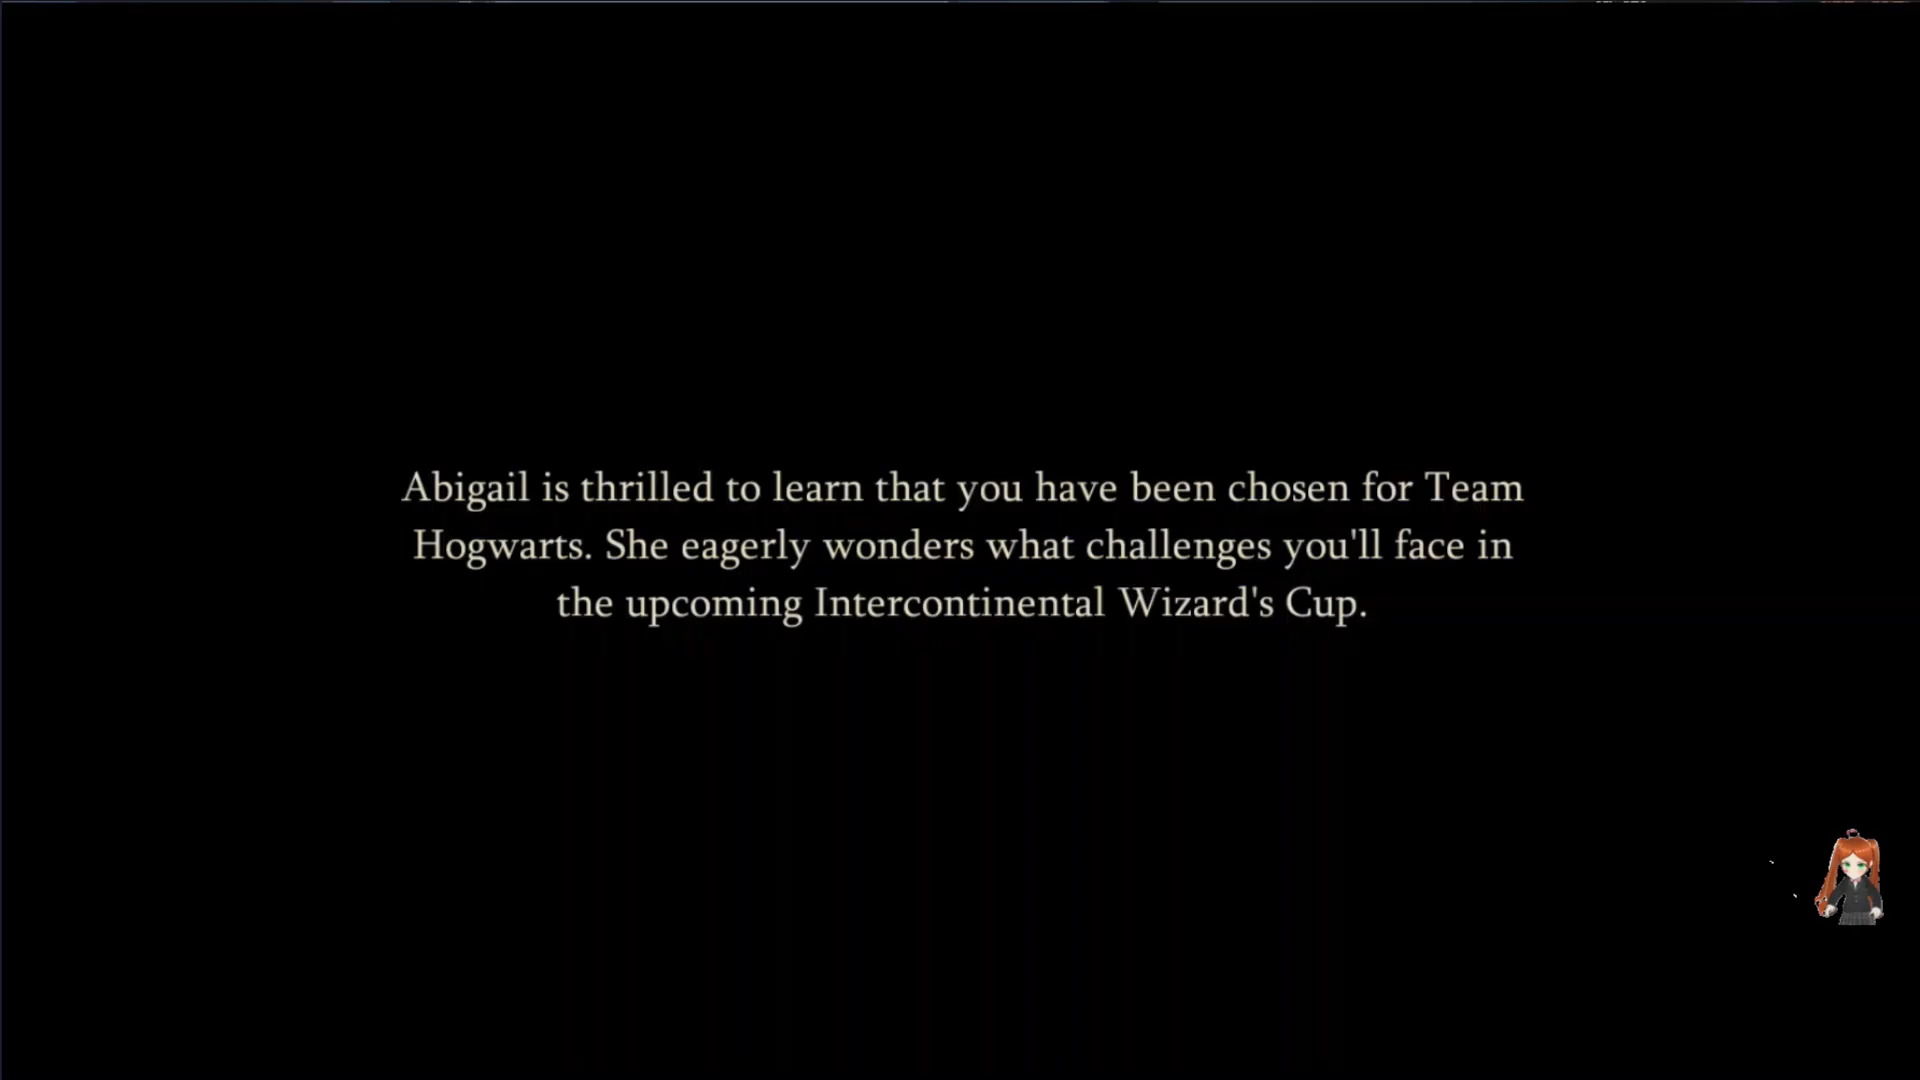 Abigail is thrilled to learn that you have been chosen for Team
Hogwarts. She eagerly wonders what challenges you'll face in
the upcoming Intercontinental Wizard's Cup.